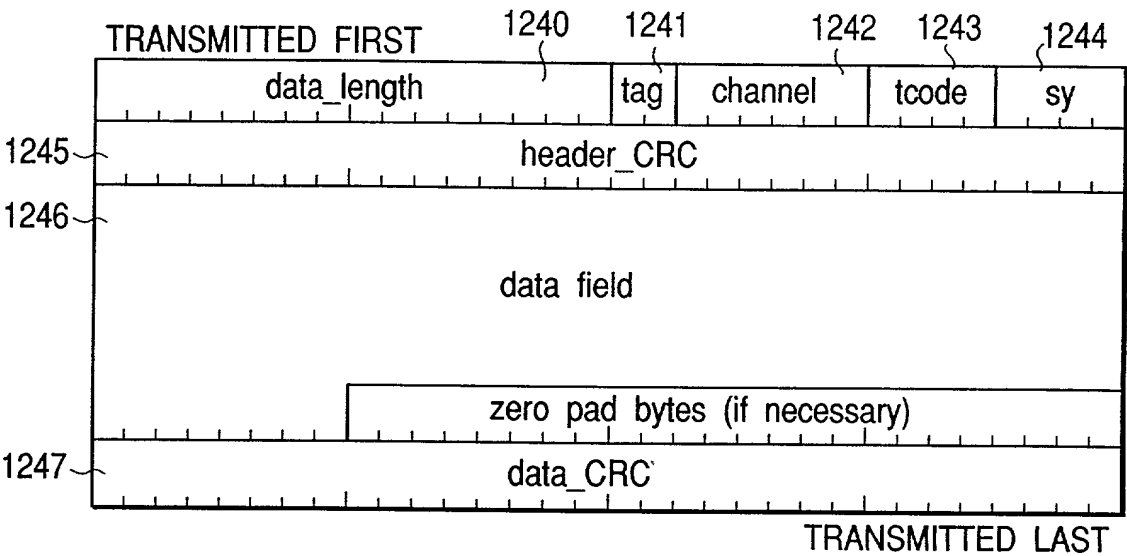 TRANSMITTED FIRST
1240 1241 1242 1243 1244
data_length tag channel tcode sy
1245 header_CRC
1246
data field
zero pad bytes (if necessary)
1247 data_CRC
TRANSMITTED LAST